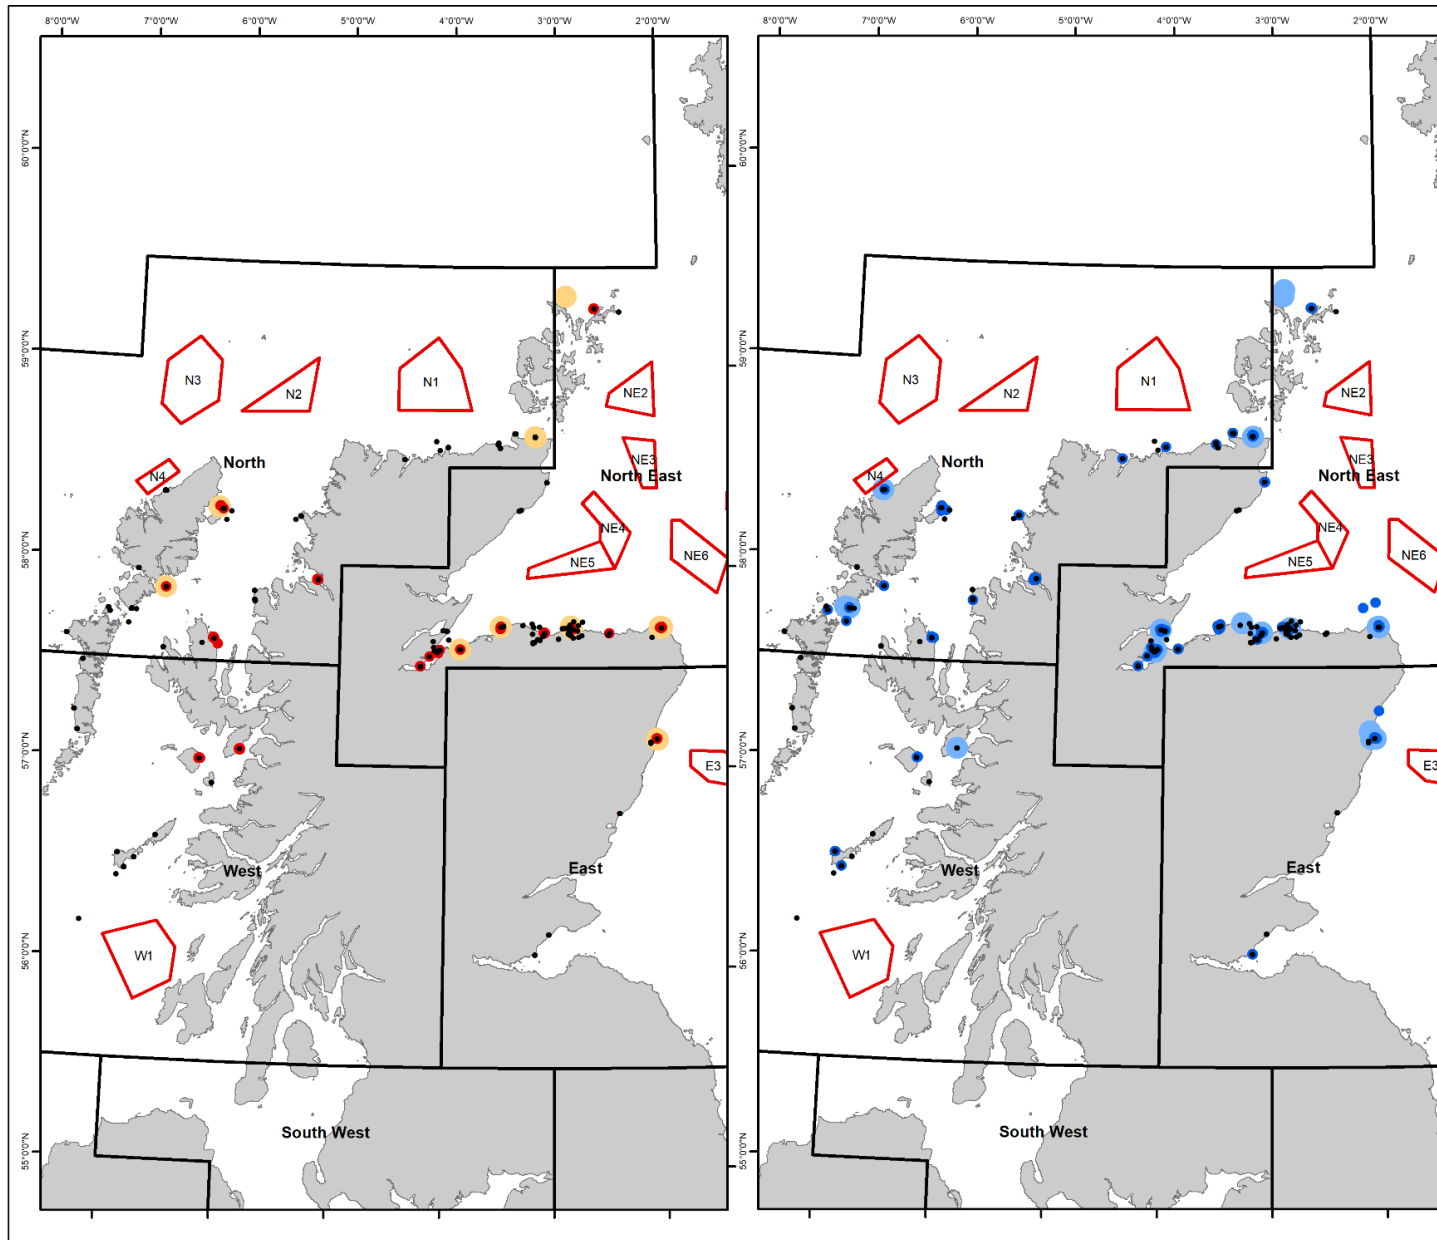 8°0'0"W 7°0'0"W 6°0'0"W 5°0'0"W 4°0'0"W 3°0'0"W 2°0'0"W
8°0'0"W 7°0'0"W 6°0'0"W 5°0'0"W 4°0'0"W 3°0'0"W 2°0'0"W
60°0'0"N
59°0'0"N
58°0'0"N
57°0'0"N
56°0'0"N
55°0'0"N
N3
N2
N1
NE2
N4
North
NE3
North East
NE4
NE5
NE6
E3
West
East
W1
South West
60°0'0"N
59°0'0"N
58°0'0"N
57°0'0"N
56°0'0"N
55°0'0"N
N3
N2
N1
NE2
N4
North
NE3
North East
NE4
NE5
NE6
E3
West
East
W1
South West